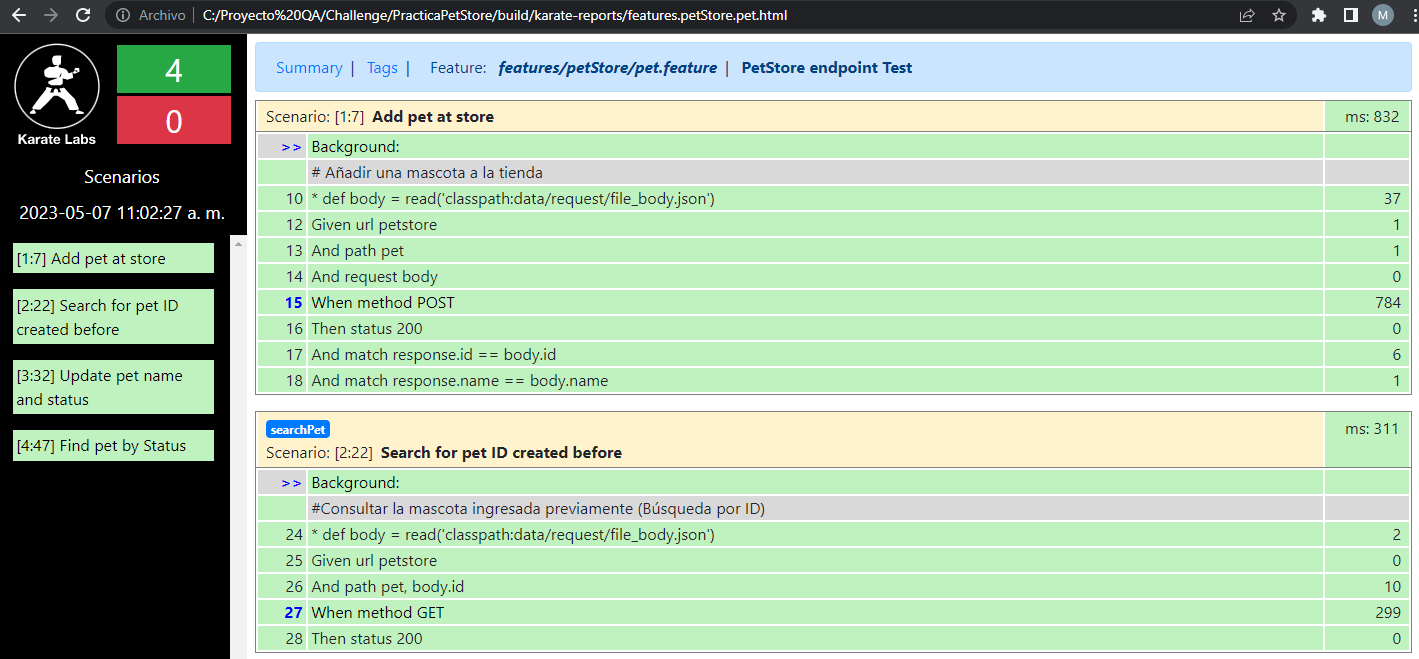 Archivo
C:/Proyecto%20QA/Challenge/PracticaPetStore/build/karate-reports/features.petStore.pet.html
M
Karate Labs
4
0
Scenarios
2023-05-07 11:02:27 a. m.
[1:7] Add pet at store
[2:22] Search for pet ID
created before
[3:32] Update pet name
and status
[4:47] Find pet by Status
Summary | Tags | Feature: features/petStore/pet.feature | PetStore endpoint Test
Scenario: [1:7] Add pet at store ms: 832
>> Background:
# Añadir una mascota a la tienda
10 * def body = read('classpath:data/request/file_body.json') 37
12 Given url petstore 1
13 And path pet 1
14 And request body 0
15 When method POST 784
16 Then status 200 0
17 And match response.id == body.id 6
18 And match response.name == body.name 1
searchPet ms: 311
Scenario: [2:22] Search for pet ID created before
>> Background:
#Consultar la mascota ingresada previamente (Búsqueda por ID)
24 * def body = read('classpath:data/request/file_body.json') 2
25 Given url petstore 0
26 And path pet, body.id 10
27 When method GET 299
28 Then status 200 0